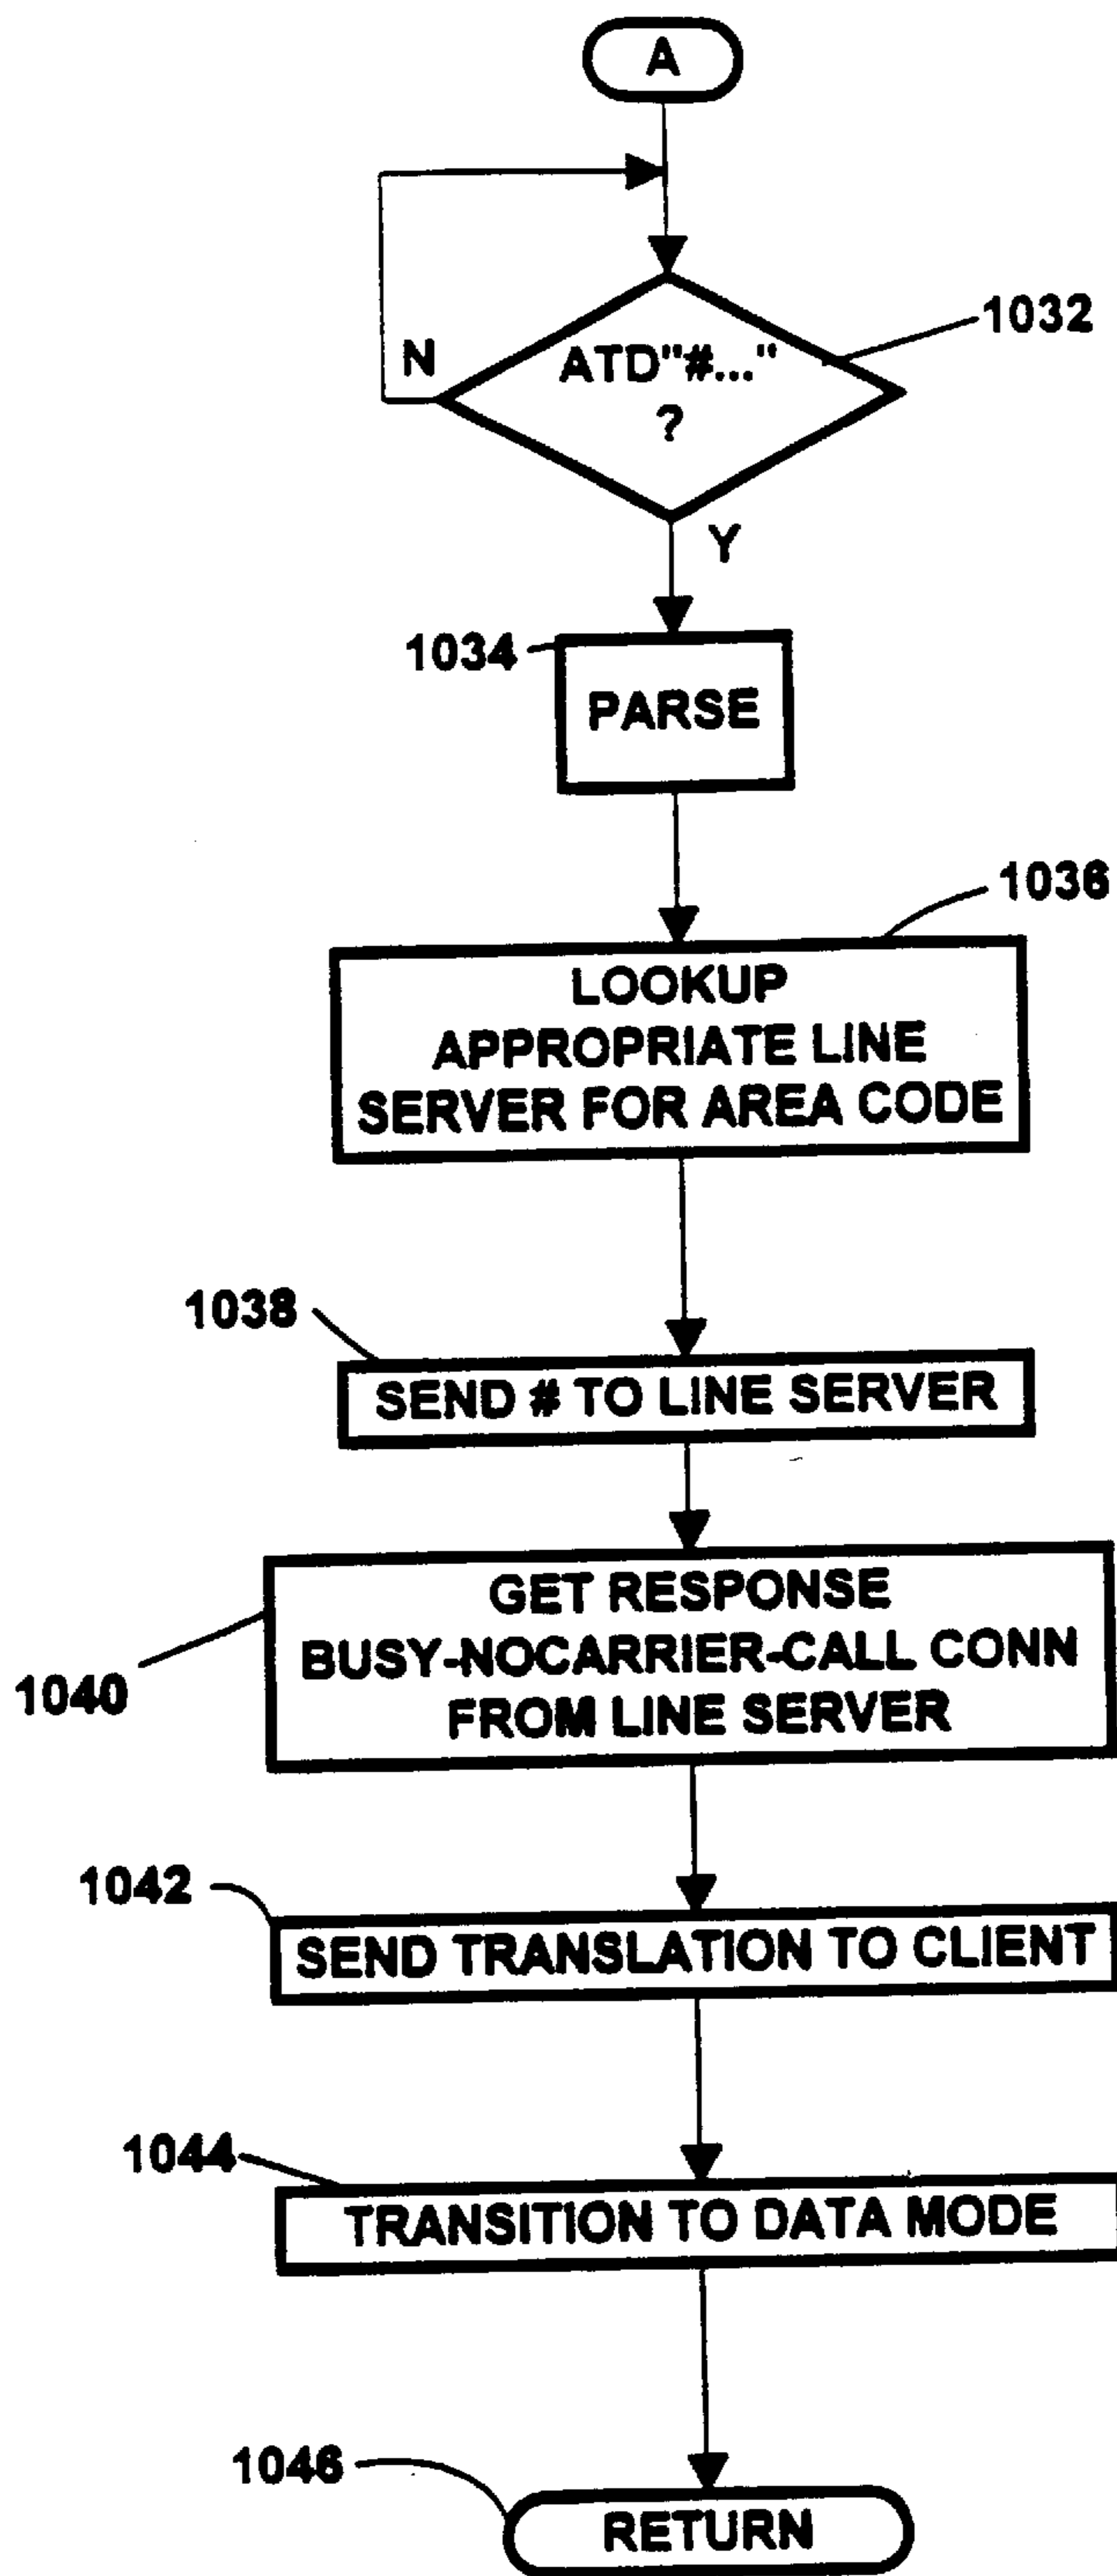 A
1032
N
ATD"#..."
?
Y
1034
PARSE
1036
LOOKUP
APPROPRIATE LINE
SERVER FOR AREA CODE
1038
SEND # TO LINE SERVER
GET RESPONSE
BUSY-NOCARRIER-CALL CONN
FROM LINE SERVER
1040
1042
SEND TRANSLATION TO CLIENT
1044
TRANSITION TO DATA MODE
1046
RETURN